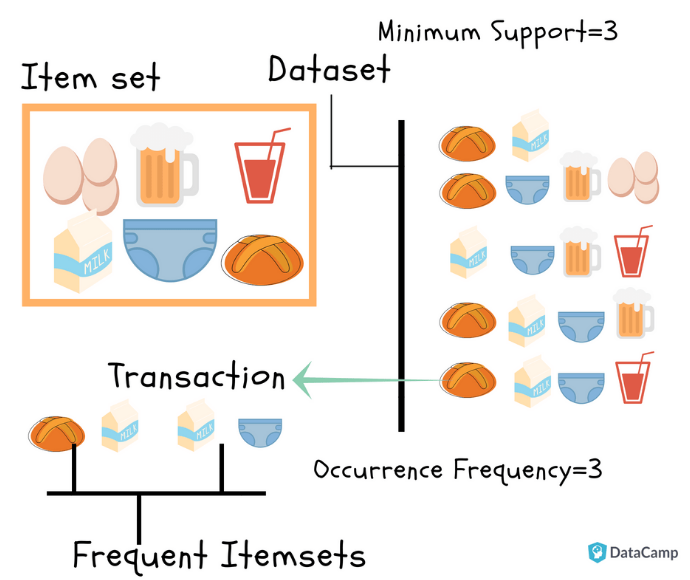 Minimum Support=3
Item set
Dataset
MILK
MILK
MILK
MILK
MILK
Transaction
MILK
MILK
Occurrence Frequency=3
Frequent Itemsets
DataCamp